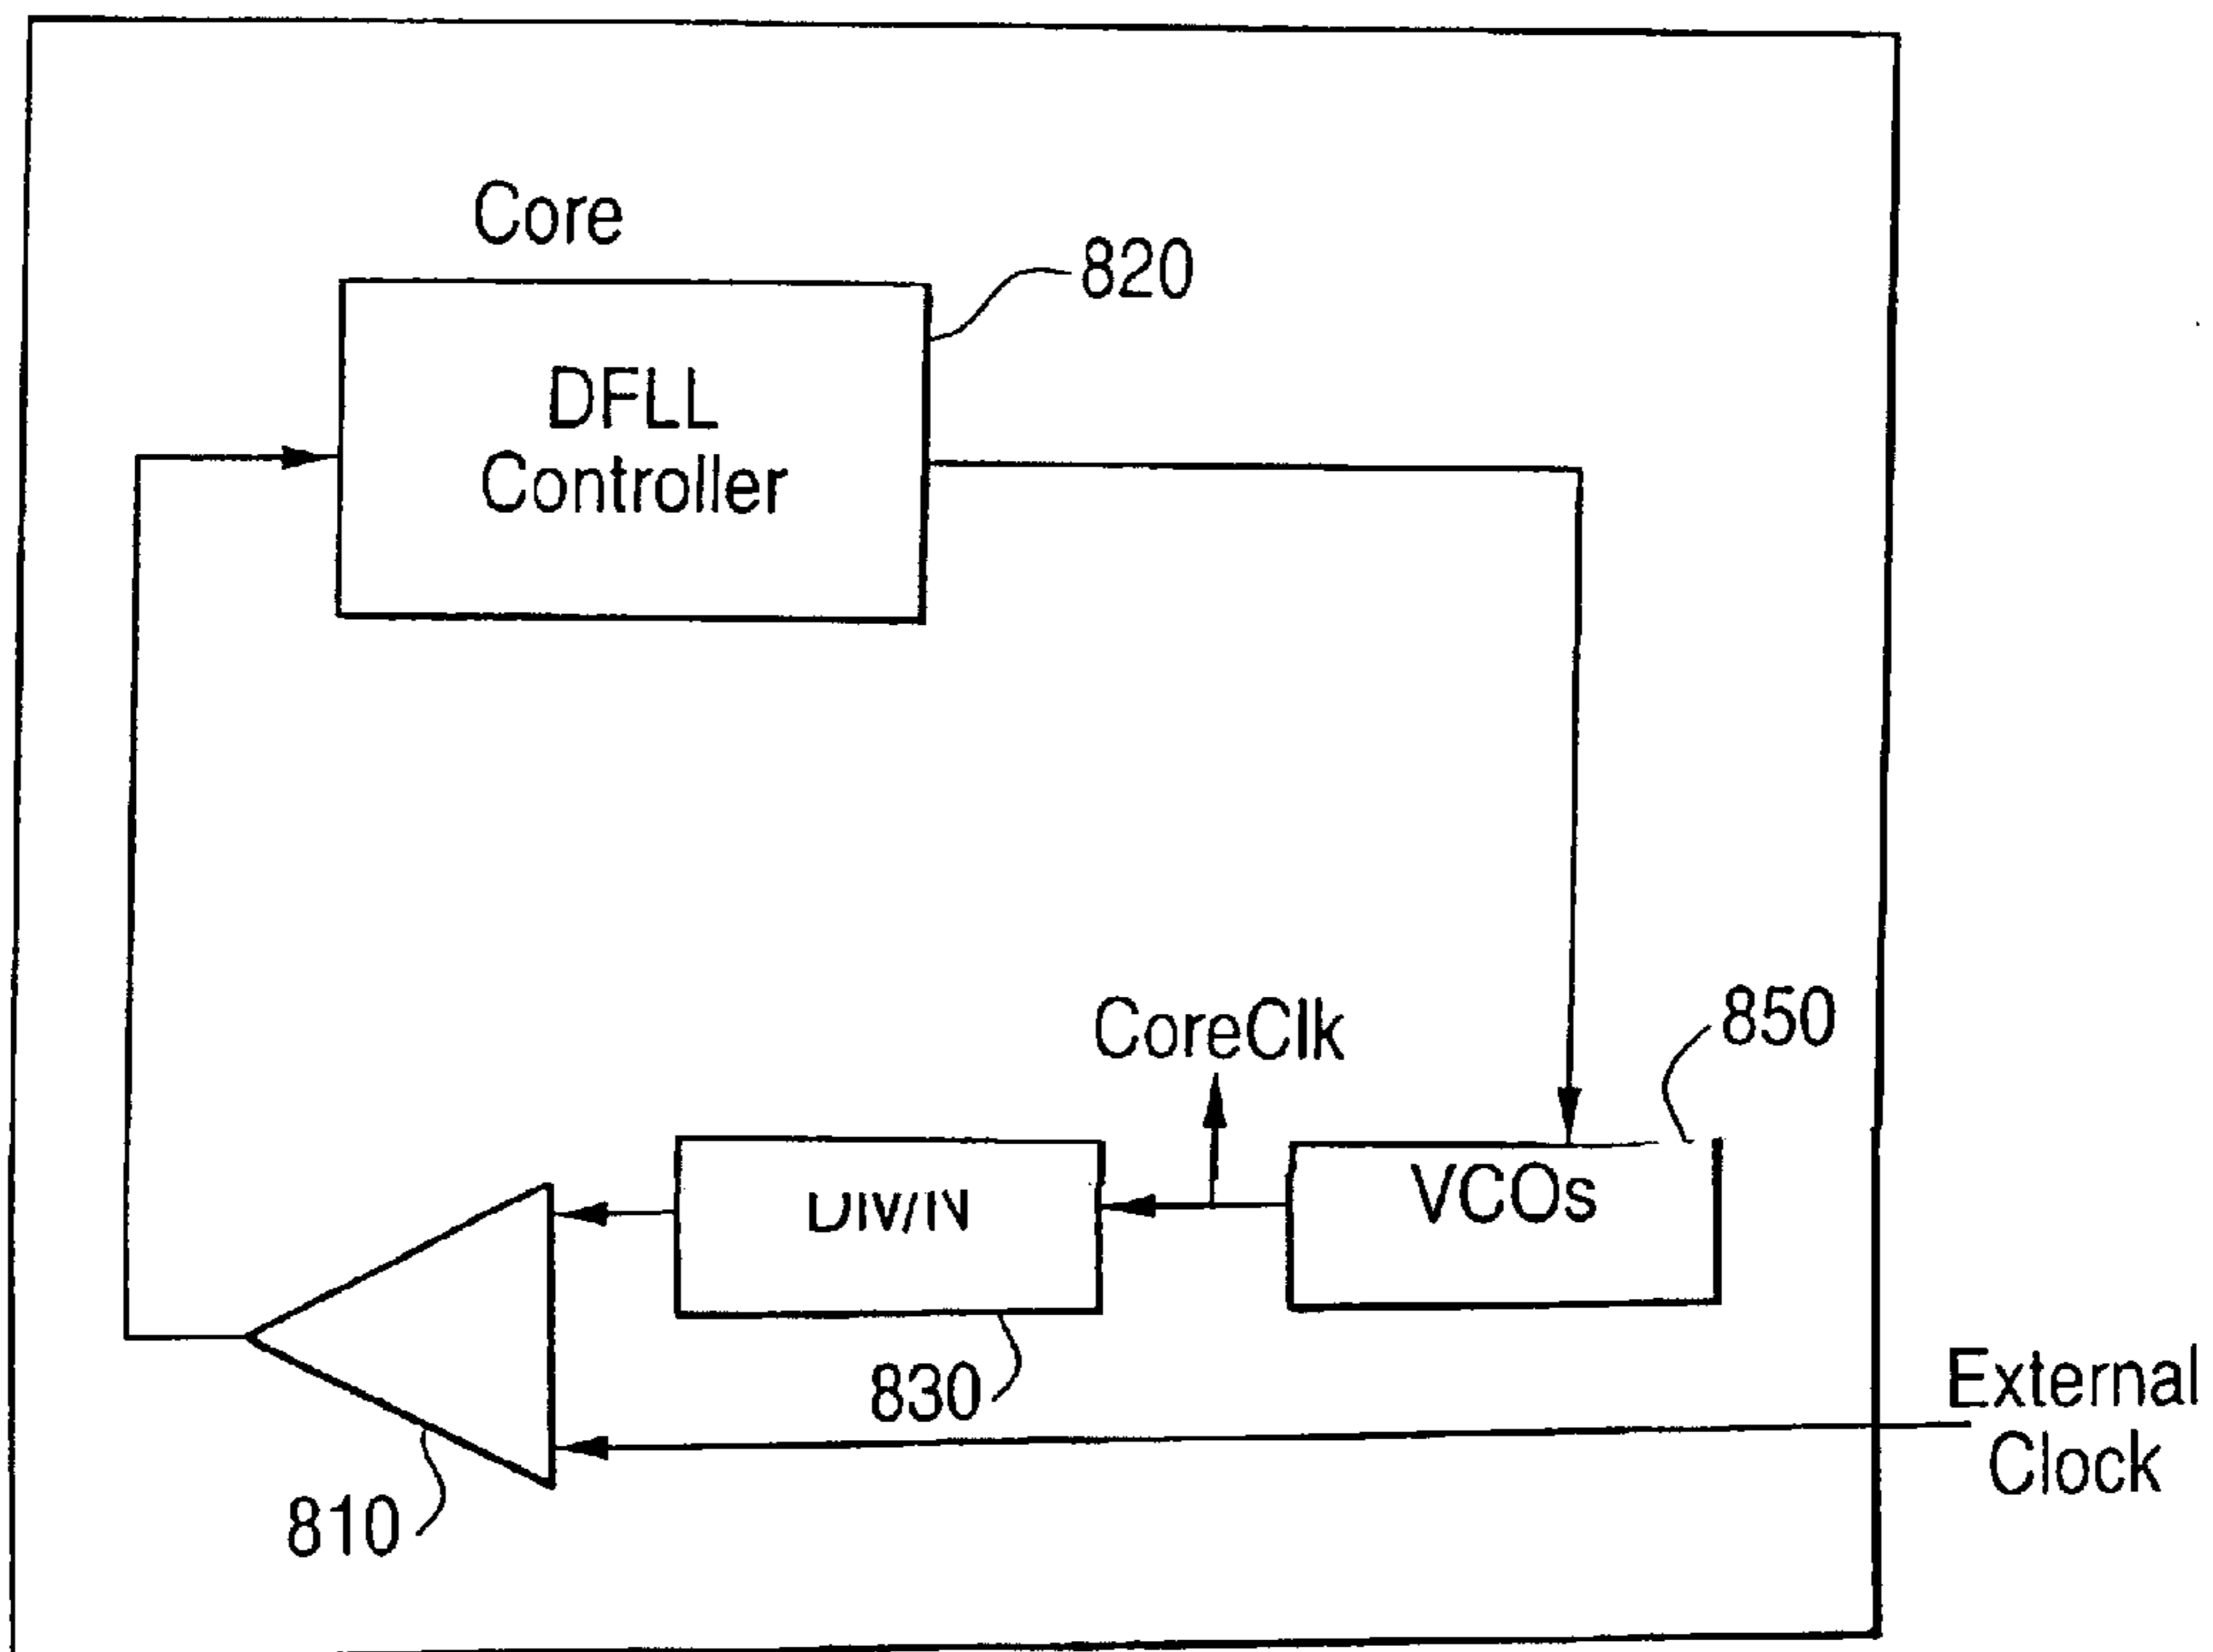 Core
820
DFLL
Controller
CoreClk
850
DIV/N
VCOs
830
External
Clock
810